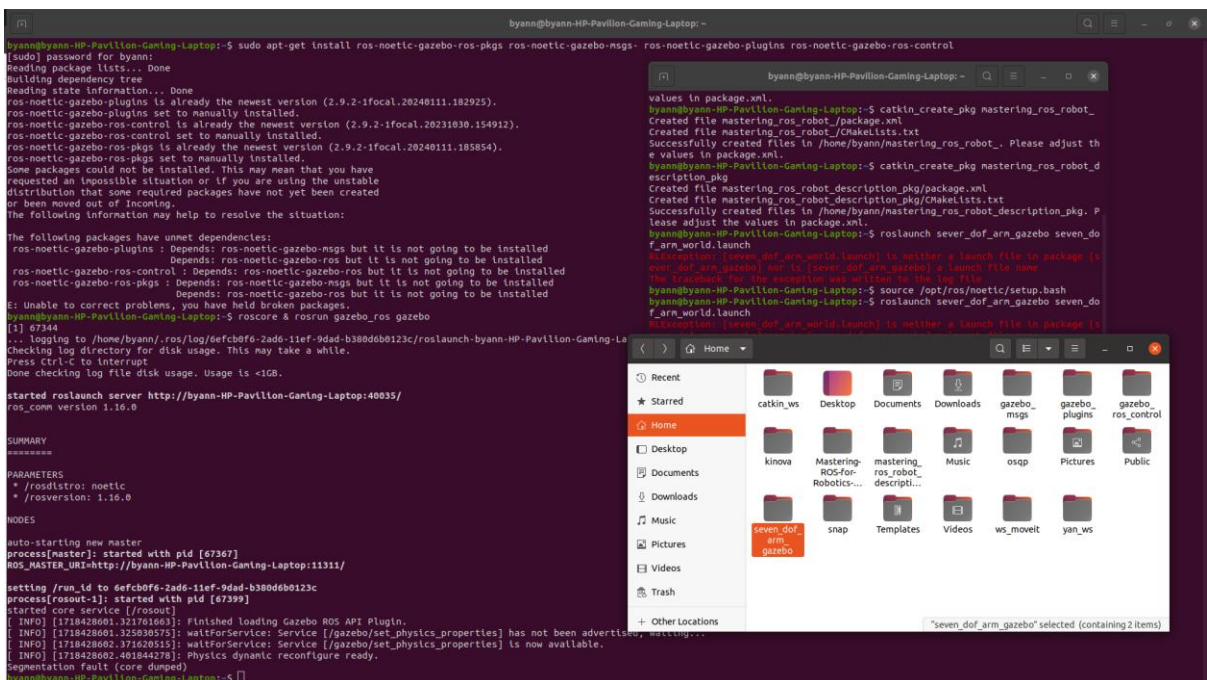 byann@byann-HP-Pavilion-Gaming-Laptop: ~
byann@byann-HP-Pavilion-Gaming-Laptop:~$ sudo apt-get install ros-noetic-gazebo-ros-pkgs ros-noetic-gazebo-msgs- ros-noetic-gazebo-plugins ros-noetic-gazebo-ros-control
[sudo] password for byann:
Reading package lists... Done
Building dependency tree
Reading state information... Done
ros-noetic-gazebo-plugins is already the newest version (2.9.2-1focal.20240111.182925).
ros-noetic-gazebo-plugins set to manually installed.
ros-noetic-gazebo-ros-control is already the newest version (2.9.2-1focal.20231030.154912).
ros-noetic-gazebo-ros-control set to manually installed.
ros-noetic-gazebo-ros-pkgs is already the newest version (2.9.2-1focal.20240111.185854).
ros-noetic-gazebo-ros-pkgs set to manually installed.
Some packages could not be installed. This may mean that you have
requested an impossible situation or if you are using the unstable
distribution that some required packages have not yet been created
or been moved out of Incoming.
The following information may help to resolve the situation:
The following packages have unmet dependencies:
ros-noetic-gazebo-plugins : Depends: ros-noetic-gazebo-msgs but it is not going to be installed
Depends: ros-noetic-gazebo-ros but it is not going to be installed
ros-noetic-gazebo-ros-control : Depends: ros-noetic-gazebo-ros but it is not going to be installed
ros-noetic-gazebo-ros-pkgs : Depends: ros-noetic-gazebo-msgs but it is not going to be installed
Depends: ros-noetic-gazebo-ros but it is not going to be installed
E: Unable to correct problems, you have held broken packages.
byann@byann-HP-Pavilion-Gaming-Laptop:~$ roscore & rosrun gazebo_ros gazebo
[1] 67344
... logging to /home/byann/.ros/log/6efcb0f6-2ad6-11ef-9dad-b380d6b0123c/roslaunch-byann-HP-Pavilion-Gaming-La
Checking log directory for disk usage. This may take a while.
Press Ctrl-C to interrupt
Done checking log file disk usage. Usage is <1GB.
started roslaunch server http://byann-HP-Pavilion-Gaming-Laptop:40035/
ros_comm version 1.16.0
SUMMARY
========
PARAMETERS
* /rosdistro: noetic
* /rosversion: 1.16.0
NODES
auto-starting new master
process[master]: started with pid [67367]
ROS_MASTER_URI=http://byann-HP-Pavilion-Gaming-Laptop:11311/
setting /run_id to 6efcb0f6-2ad6-11ef-9dad-b380d6b0123c
process[rosout-1]: started with pid [67399]
started core service [/rosout]
[ INFO] [1718428601.321761663]: Finished loading Gazebo ROS API Plugin.
[ INFO] [1718428601.325030575]: waitForService: Service [/gazebo/set_physics_properties] has not been advertised, waiting...
[ INFO] [1718428602.371620515]: waitForService: Service [/gazebo/set_physics_properties] is now available.
[ INFO] [1718428602.401844278]: Physics dynamic reconfigure ready.
Segmentation fault (core dumped)
byann@byann-HP-Pavilion-Gaming-Laptop:~$
byann@byann-HP-Pavilion-Gaming-Laptop: ~
values in package.xml.
byann@byann-HP-Pavilion-Gaming-Laptop:~$ catkin_create_pkg mastering_ros_robot_
Created file mastering_ros_robot_/package.xml
Created file mastering_ros_robot_/CMakeLists.txt
Successfully created files in /home/byann/mastering_ros_robot_. Please adjust th
e values in package.xml.
byann@byann-HP-Pavilion-Gaming-Laptop:~$ catkin_create_pkg mastering_ros_robot_d
escription_pkg
Created file mastering_ros_robot_description_pkg/package.xml
Created file mastering_ros_robot_description_pkg/CMakeLists.txt
Successfully created files in /home/byann/mastering_ros_robot_description_pkg. P
lease adjust the values in package.xml.
byann@byann-HP-Pavilion-Gaming-Laptop:~$ roslaunch sever_dof_arm_gazebo seven_do
f_arm_world.launch
RLException: [seven_dof_arm_world.launch] is neither a launch file in package [s
ever_dof_arm_gazebo] nor is [sever_dof_arm_gazebo] a launch file name
The traceback for the exception was written to the log file
byann@byann-HP-Pavilion-Gaming-Laptop:~$ source /opt/ros/noetic/setup.bash
byann@byann-HP-Pavilion-Gaming-Laptop:~$ roslaunch sever_dof_arm_gazebo seven_do
f_arm_world.launch
RLException: [seven_dof_arm_world.launch] is neither a launch file in package [s
Home
Recent
Starred
Home
Desktop
Documents
Downloads
Music
Pictures
Videos
Trash
Other Locations
catkin_ws
Desktop
Documents
Downloads
gazebo_
msgs
gazebo_
plugins
gazebo_
ros_control
kinova
Mastering-
ROS-for-
Robotics-...
mastering_
ros_robot_
descripti...
Music
osqp
Pictures
Public
seven_dof_
arm_
gazebo
snap
Templates
Videos
ws_moveit
yan_ws
"seven_dof_arm_gazebo" selected (containing 2 items)